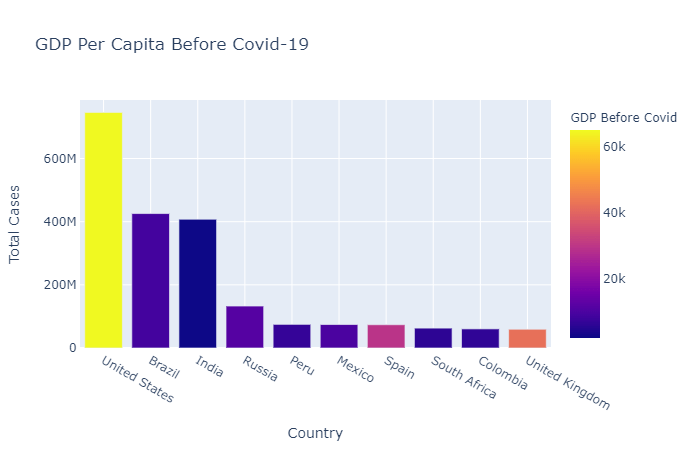 GDP Per Capita Before Covid-19
GDP Before Covid
60k
40k
20k
Total Cases
600M
400M
200M
0
United States
Brazil
India
Russia
Peru
Mexico
Spain
South Africa
Colombia
United Kingdom
Country